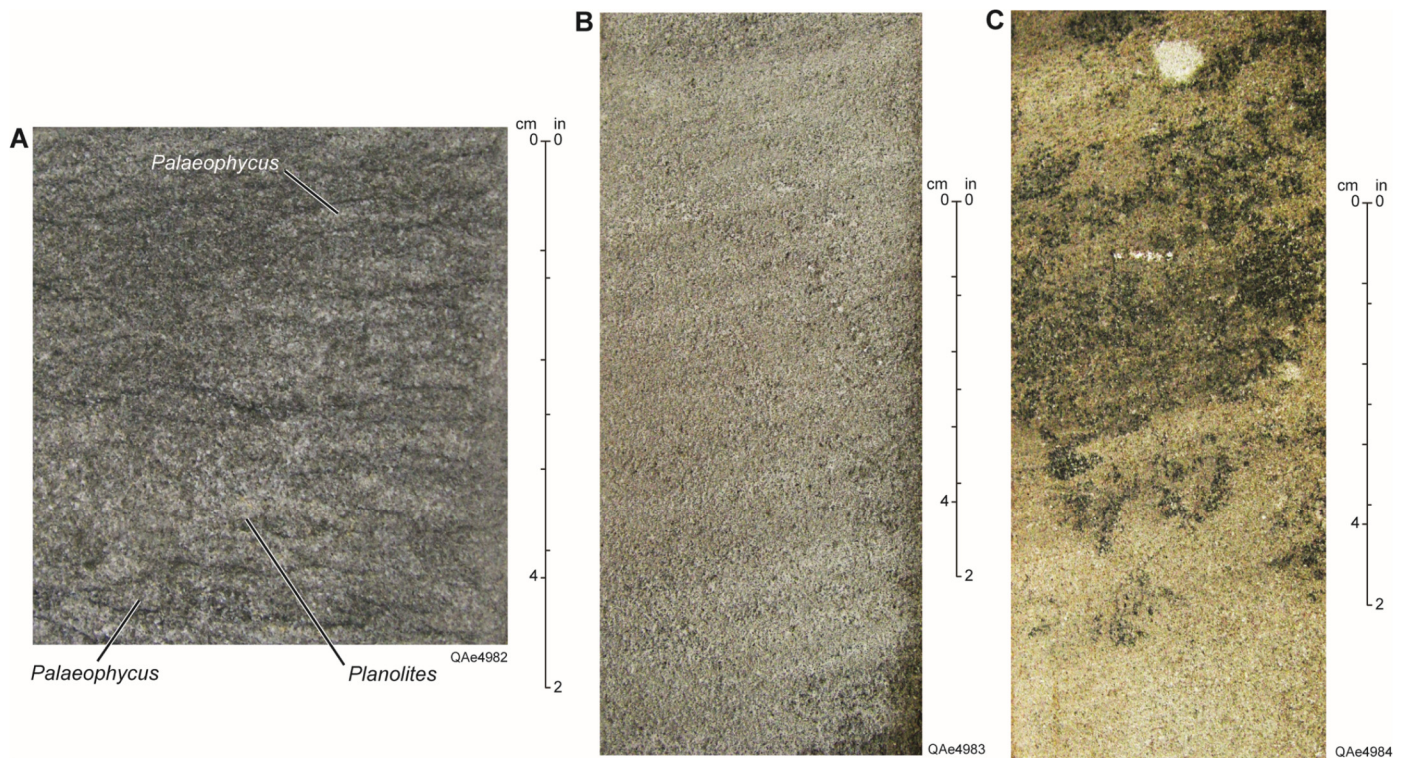 A
Palaeophycus
cm in
0 0
4
2
Palaeophycus
Planolites
QAe4982
B
cm in
0 0
4
2
QAe4983
C
cm in
0 0
4
2
QAe4984